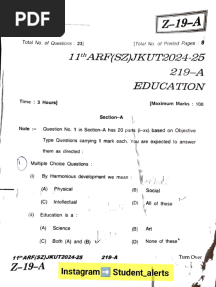 PDF
Z-19-A
Total No. of Questions : 23]
[Total No. of Printed Pages 8
11thARF(SZ)JKUT2024-25
219-A
EDUCATION
Time : 3 Hours]
[Maximum Marks : 100
Section–A
Note :– Question No. 1 in Section-A has 20 parts (i–xx) based on Objective
Type Questions carrying 1 mark each. You are expected to answer
them as directed :
1. Multiple Choice Questions :
(i) By Harmonious development we mean :
(A) Physical
(B) Social
(C) Intellectual
(D) All of these
(ii) Education is a :
(A) Science
(B) Art
(C) Both (A) and (B)
(D) None of these
11thARF(SZ)JKUT2024-25
219-A
Turn Over
Z-19-A
Instagram Student_alerts